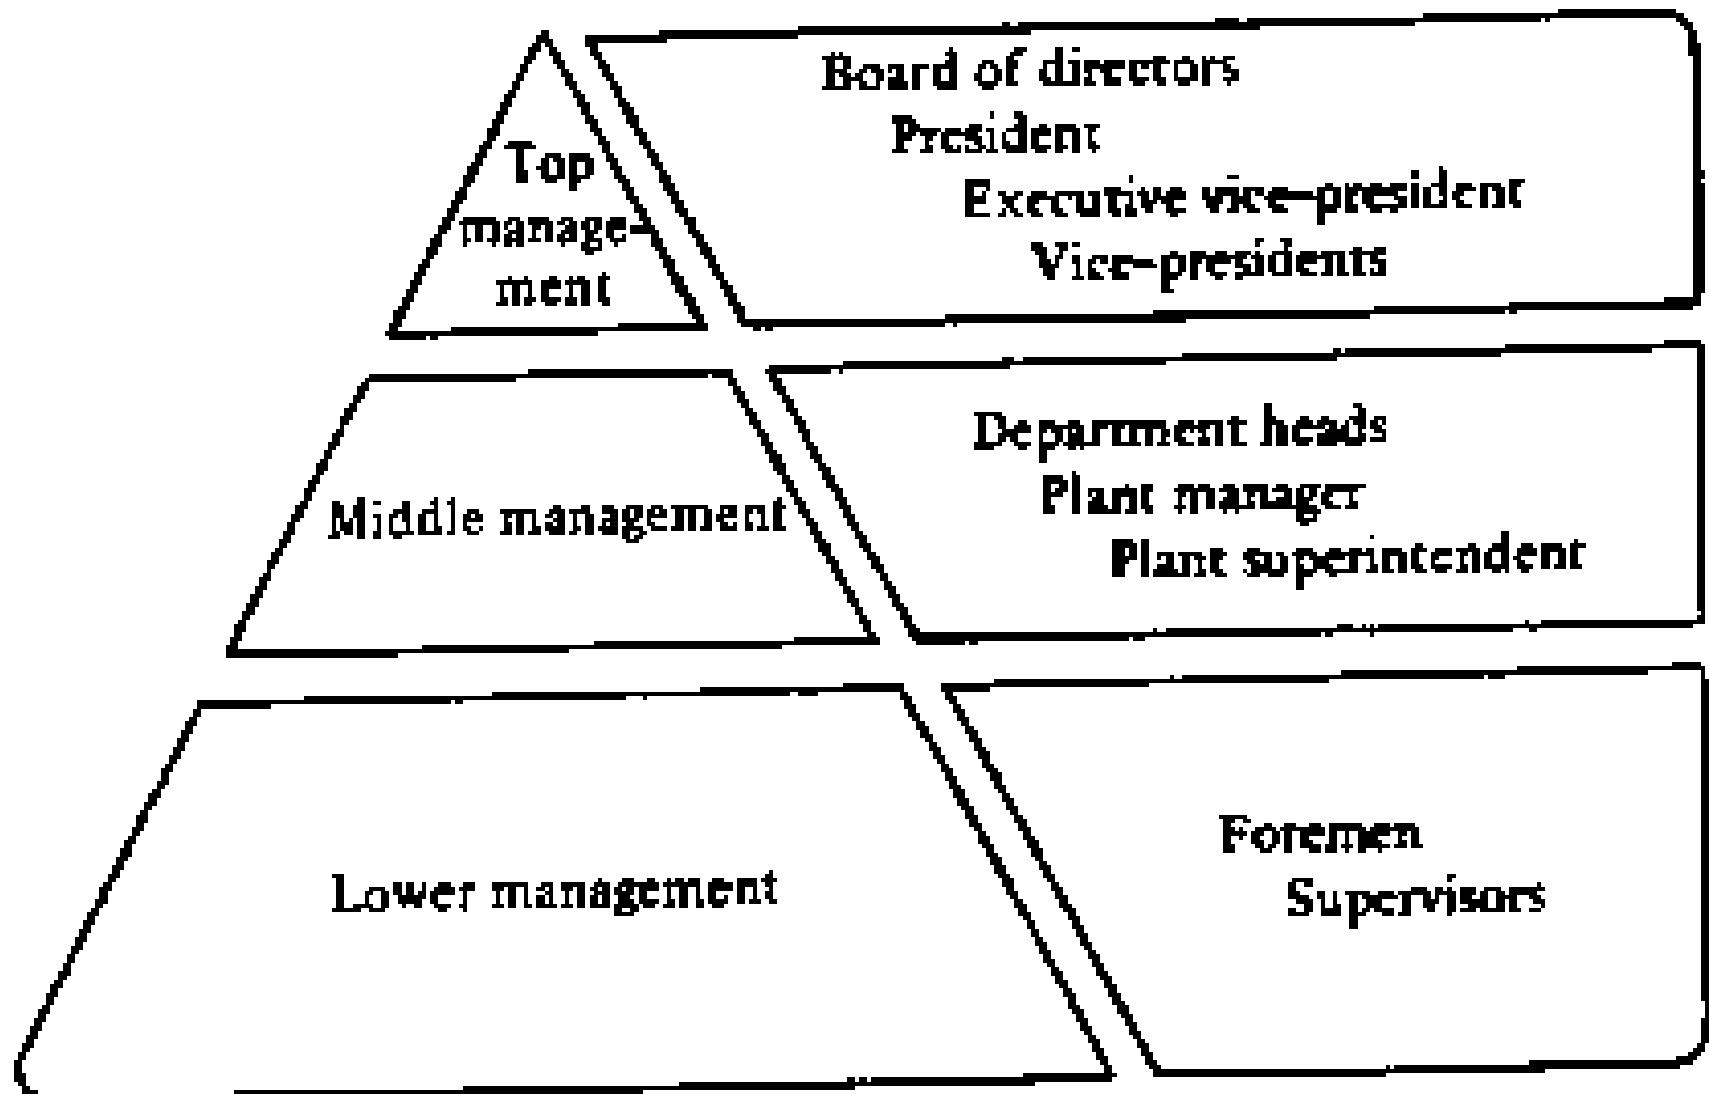 Top
manage-
ment
Board of directors
President
Executive vice-president
Vice-presidents
Middle management
Department heads
Plant manager
Plant superintendent
Lower management
Foremen
Supervisors